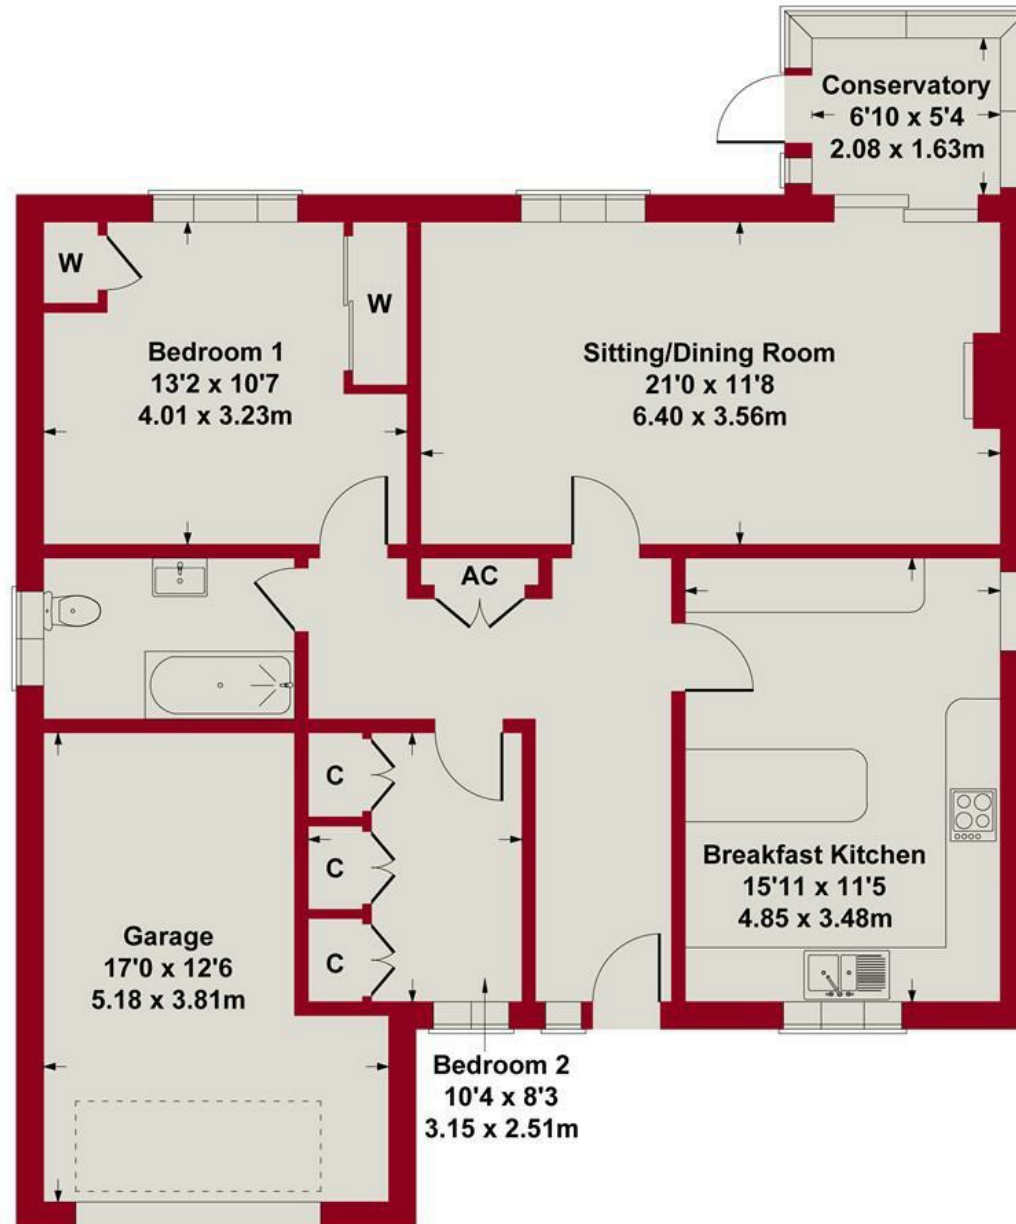 Conservatory
6'10 x 5'4
2.08 x 1.63m
W
W
Bedroom 1
13'2 x 10'7
4.01 x 3.23m
Sitting/Dining Room
21'0 x 11'8
6.40 x 3.56m
AC
C
C
C
Breakfast Kitchen
15'11 x 11'5
4.85 x 3.48m
Garage
17'0 x 12'6
5.18 x 3.81m
Bedroom 2
10'4 x 8'3
3.15 x 2.51m